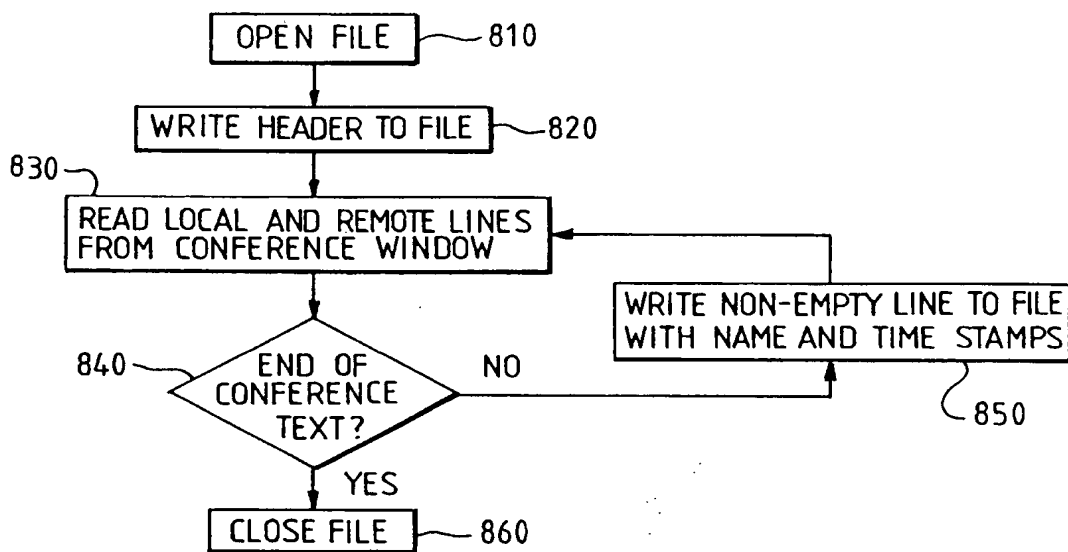 OPEN FILE
810
WRITE HEADER TO FILE
820
830
READ LOCAL AND REMOTE LINES
FROM CONFERENCE WINDOW
840
END OF
CONFERENCE
TEXT?
NO
WRITE NON-EMPTY LINE TO FILE
WITH NAME AND TIME STAMPS
850
YES
CLOSE FILE
860